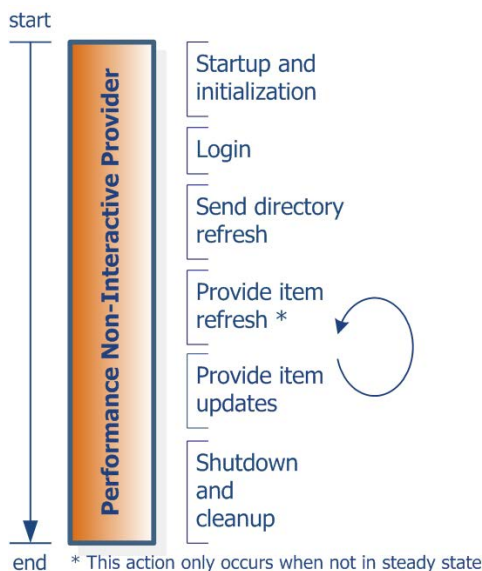 start
Performance Non-Interactive Provider
Startup and
initialization
Login
Send directory
refresh
Provide item
refresh *
Provide item
updates
Shutdown
and
cleanup
end
* This action only occurs when not in steady state